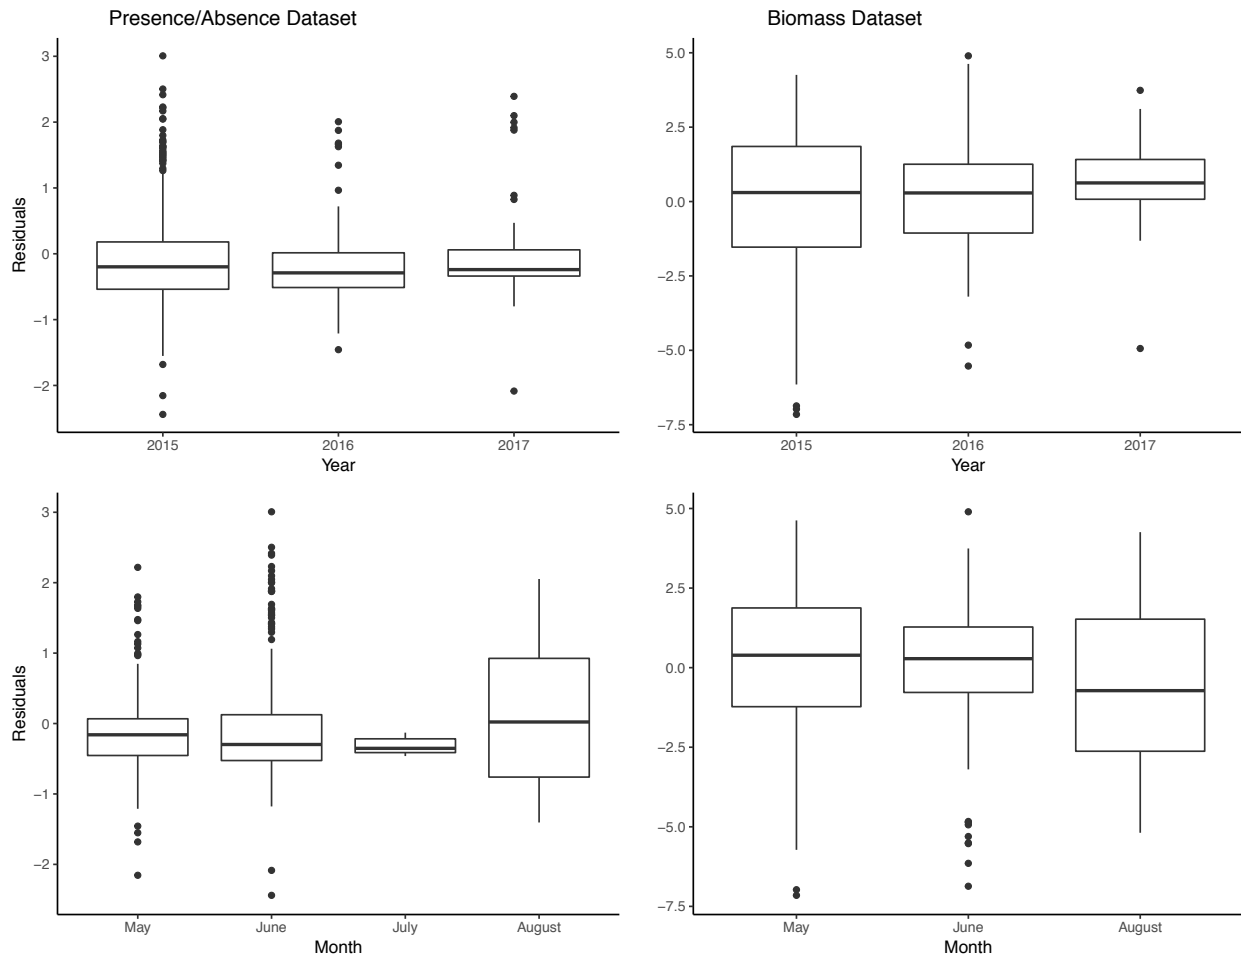 Presence/Absence Dataset
Biomass Dataset
3
2
1
0
−1
−2
Residuals
2015
2016
2017
Year
5.0
2.5
0.0
−2.5
−5.0
−7.5
2015
2016
2017
Year
3
2
1
0
−1
−2
Residuals
May
June
July
August
Month
5.0
2.5
0.0
−2.5
−5.0
−7.5
May
June
August
Month